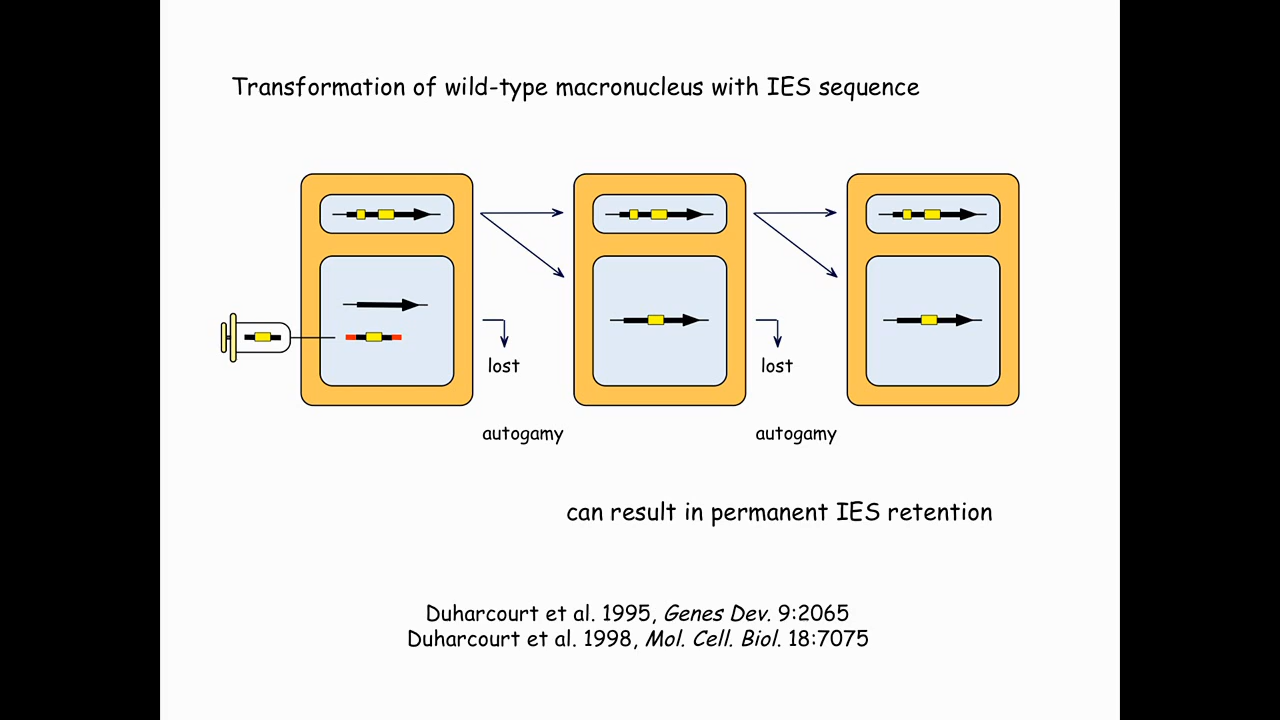 Transformation of wild-type macronucleus with IES sequence
lost
lost
autogamy
autogamy
can result in permanent IES retention
Duharcourt et al. 1995, Genes Dev. 9:2065
Duharcourt et al. 1998, Mol. Cell. Biol. 18:7075